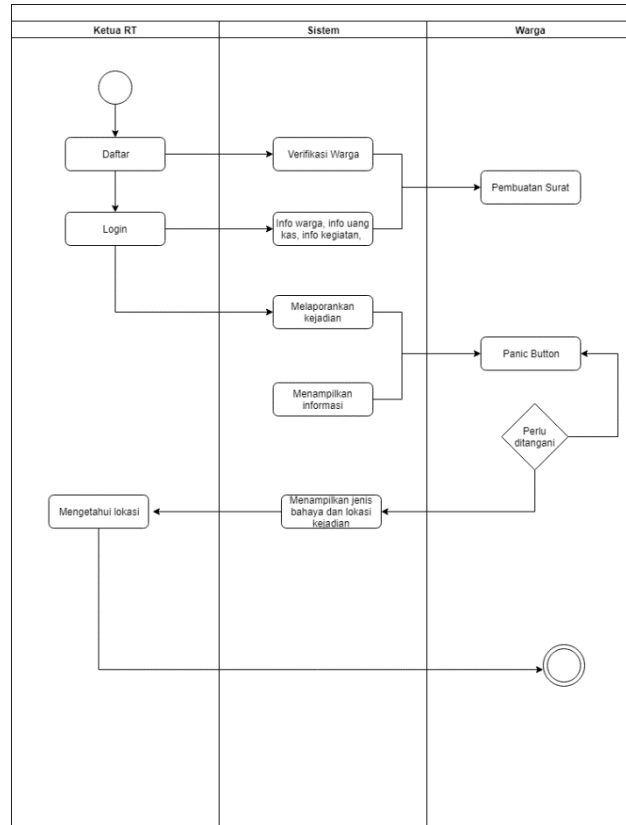 Ketua RT
Sistem
Warga
Daftar
Verifikasi Warga
Pembuatan Surat
Login
Info warga, info uang
kas, info kegiatan,
Melaporankan
kejadian
Panic Button
Menampilkan
informasi
Perlu
ditangani
Mengetahui lokasi
Menampilkan jenis
bahaya dan lokasi
kejadian